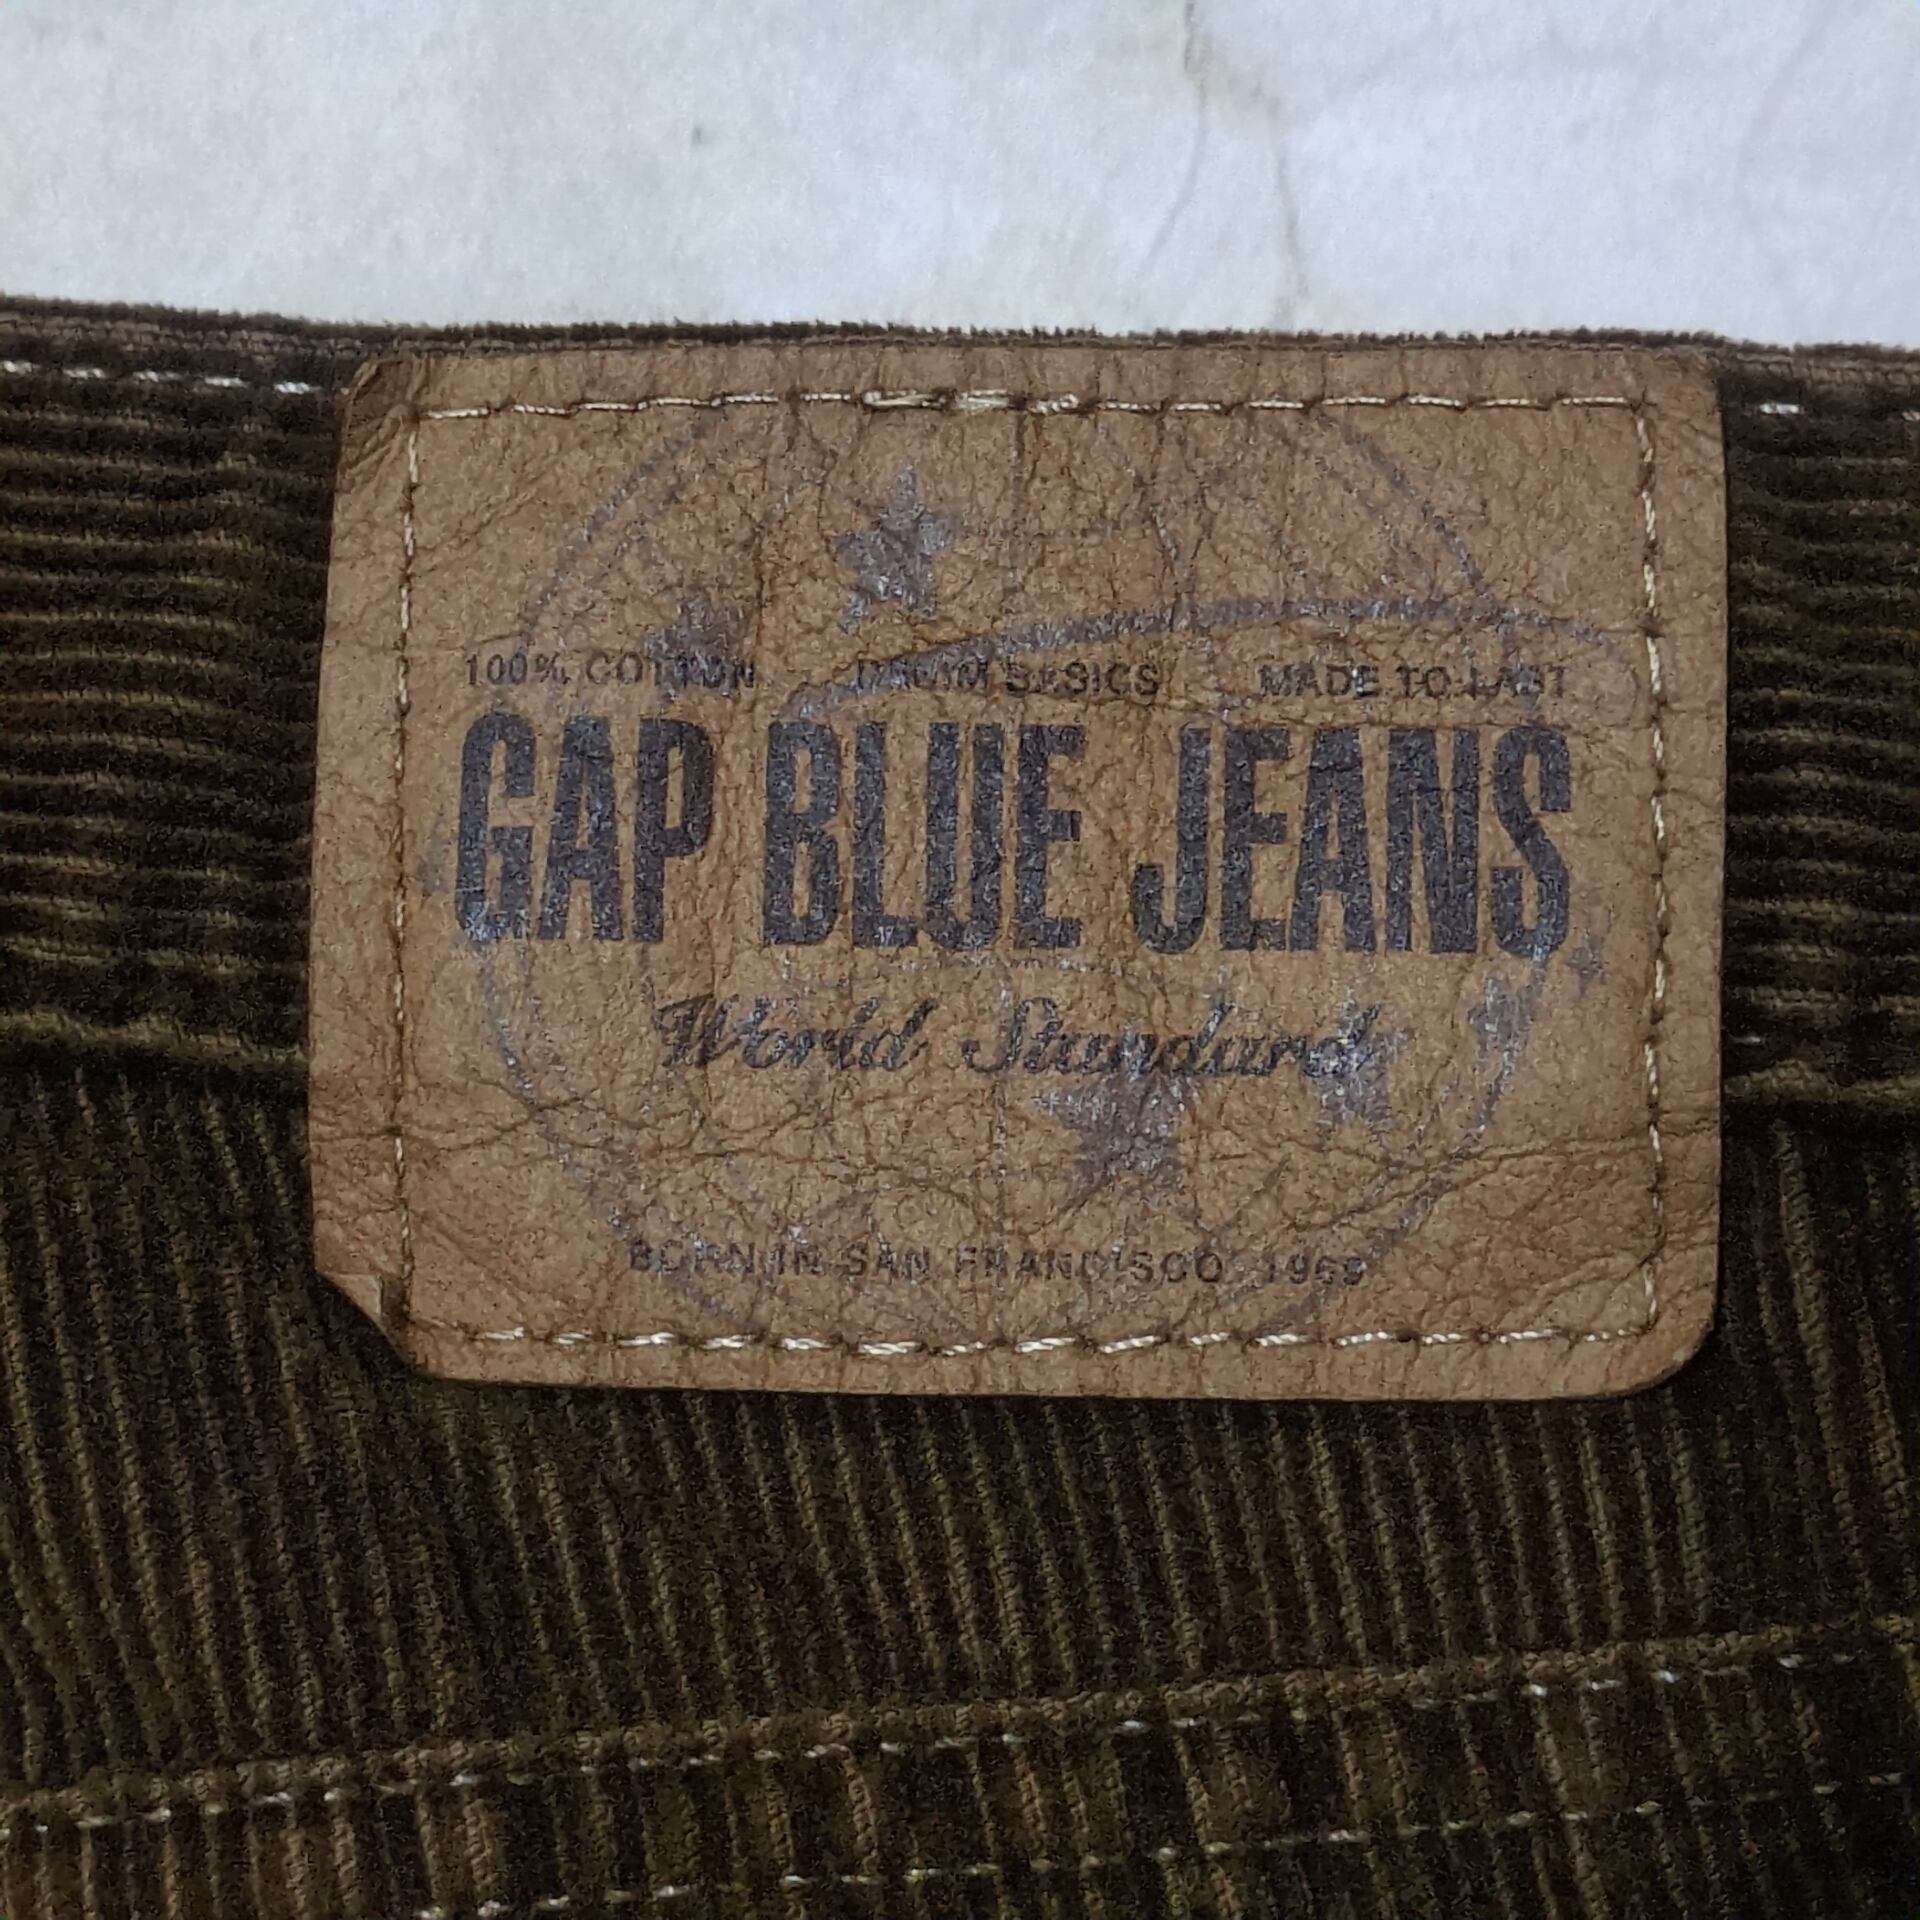 100% COTTON DENIM BASICS MADE TO LAST
GAP BLUE JEANS
World Standard
BORN IN SAN FRANCISCO, 1969